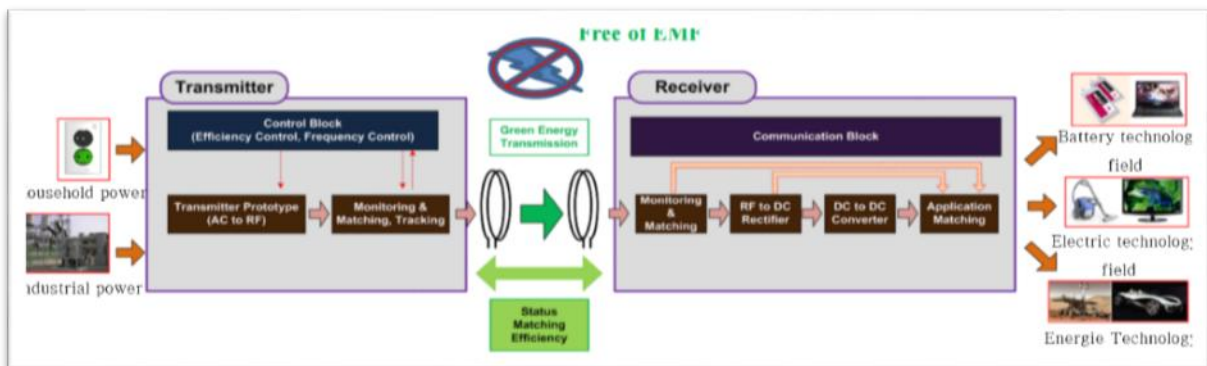 Free of EMF
Transmitter
Receiver
Control Block
(Efficiency Control, Frequency Control)
Green Energy
Transmission
Communication Block
Battery technolog
field
ousehold power
Transmitter Prototype
(AC to RF)
Monitoring &
Matching, Tracking
Monitoring
&
Matching
RF to DC
Rectifier
DC to DC
Converter
Application
Matching
Electric technology
field
ndustrial power
Status
Matching
Efficiency
Energie Technolog